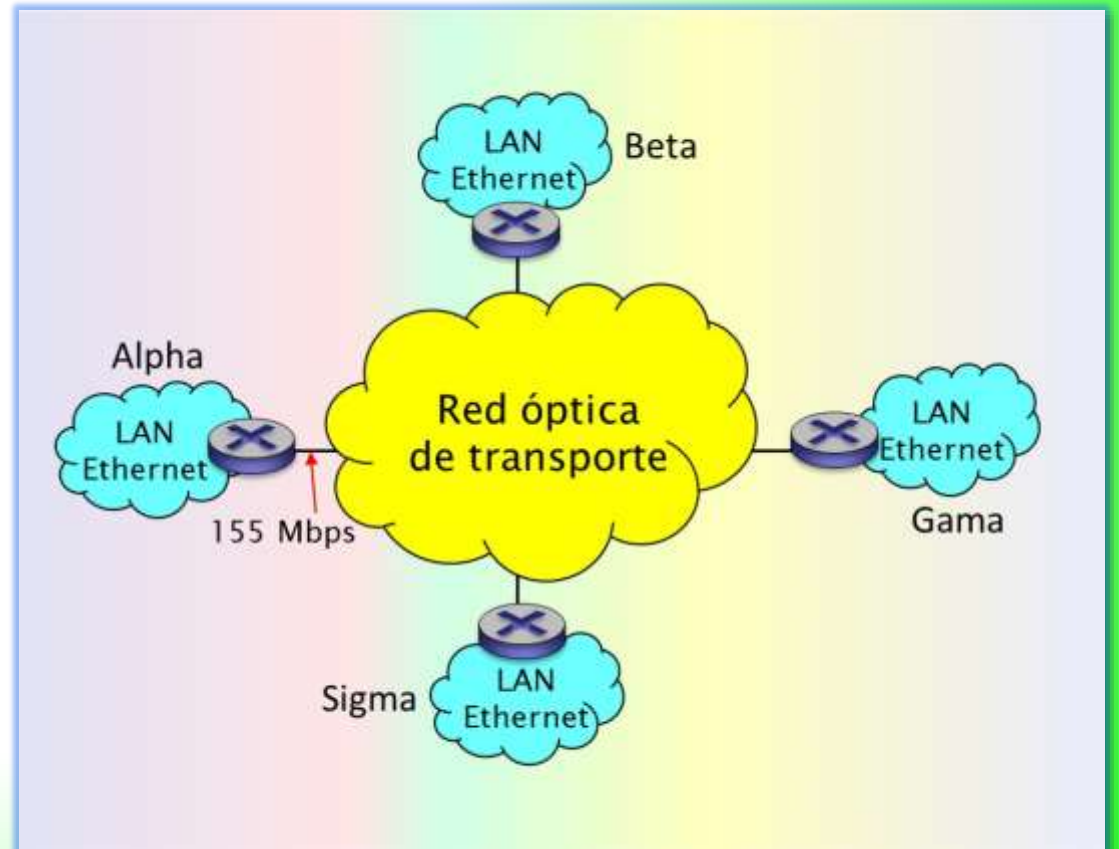 LAN
Ethernet
Beta
Alpha
LAN
Ethernet
155 Mbps
Red óptica
de transporte
LAN
Ethernet
Gama
Sigma
LAN
Ethernet